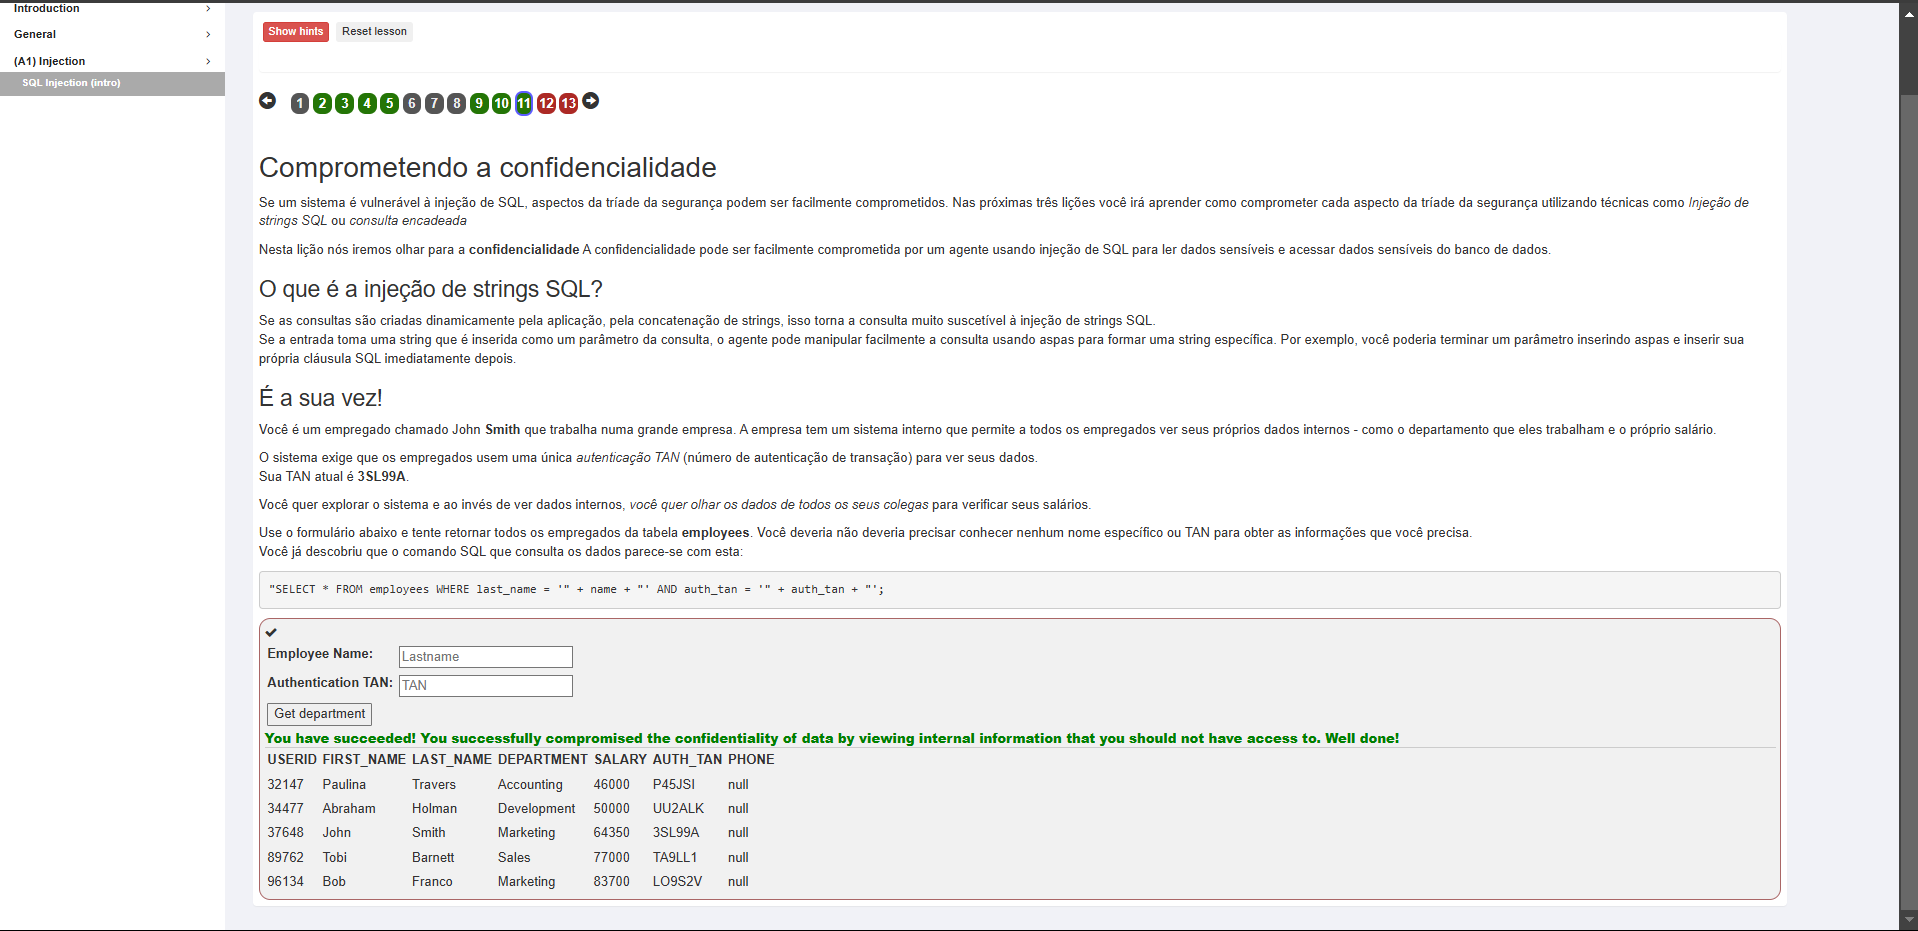 Introduction
General
(A1) Injection
SQL Injection (intro)
Show hints Reset lesson
1 2 3 4 5 6 7 8 9 10 11 12 13
Comprometendo a confidencialidade
Se um sistema é vulnerável à injeção de SQL, aspectos da tríade da segurança podem ser facilmente comprometidos. Nas próximas três lições você irá aprender como comprometer cada aspecto da tríade da segurança utilizando técnicas como Injeção de
strings SQL ou consulta encadeada
Nesta lição nós iremos olhar para a confidencialidade A confidencialidade pode ser facilmente comprometida por um agente usando injeção de SQL para ler dados sensíveis e acessar dados sensíveis do banco de dados.
O que é a injeção de strings SQL?
Se as consultas são criadas dinamicamente pela aplicação, pela concatenação de strings, isso torna a consulta muito suscetível à injeção de strings SQL.
Se a entrada toma uma string que é inserida como um parâmetro da consulta, o agente pode manipular facilmente a consulta usando aspas para formar uma string específica. Por exemplo, você poderia terminar um parâmetro inserindo aspas e inserir sua
própria cláusula SQL imediatamente depois.
É a sua vez!
Você é um empregado chamado John Smith que trabalha numa grande empresa. A empresa tem um sistema interno que permite a todos os empregados ver seus próprios dados internos - como o departamento que eles trabalham e o próprio salário.
O sistema exige que os empregados usem uma única autenticação TAN (número de autenticação de transação) para ver seus dados.
Sua TAN atual é 3SL99A.
Você quer explorar o sistema e ao invés de ver dados internos, você quer olhar os dados de todos os seus colegas para verificar seus salários.
Use o formulário abaixo e tente retornar todos os empregados da tabela employees. Você deveria não deveria precisar conhecer nenhum nome específico ou TAN para obter as informações que você precisa.
Você já descobriu que o comando SQL que consulta os dados parece-se com esta:
"SELECT * FROM employees WHERE last_name = '" + name + "' AND auth_tan = '" + auth_tan + "';
Employee Name: Lastname
Authentication TAN: TAN
Get department
You have succeeded! You successfully compromised the confidentiality of data by viewing internal information that you should not have access to. Well done!
USERID FIRST_NAME LAST_NAME DEPARTMENT SALARY AUTH_TAN PHONE
32147 Paulina Travers Accounting 46000 P45JSI null
34477 Abraham Holman Development 50000 UU2ALK null
37648 John Smith Marketing 64350 3SL99A null
89762 Tobi Barnett Sales 77000 TA9LL1 null
96134 Bob Franco Marketing 83700 LO9S2V null